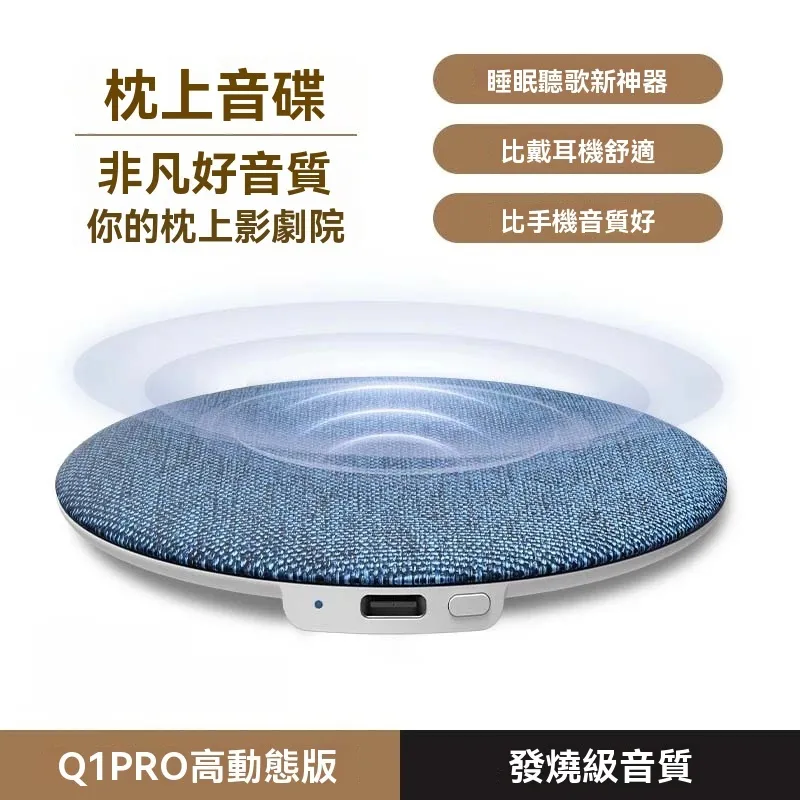 枕上音碟
非凡好音質
你的枕上影劇院
睡眠聽歌新神器
比戴耳機舒適
比手機音質好
Q1PRO高動態版
發燒級音質